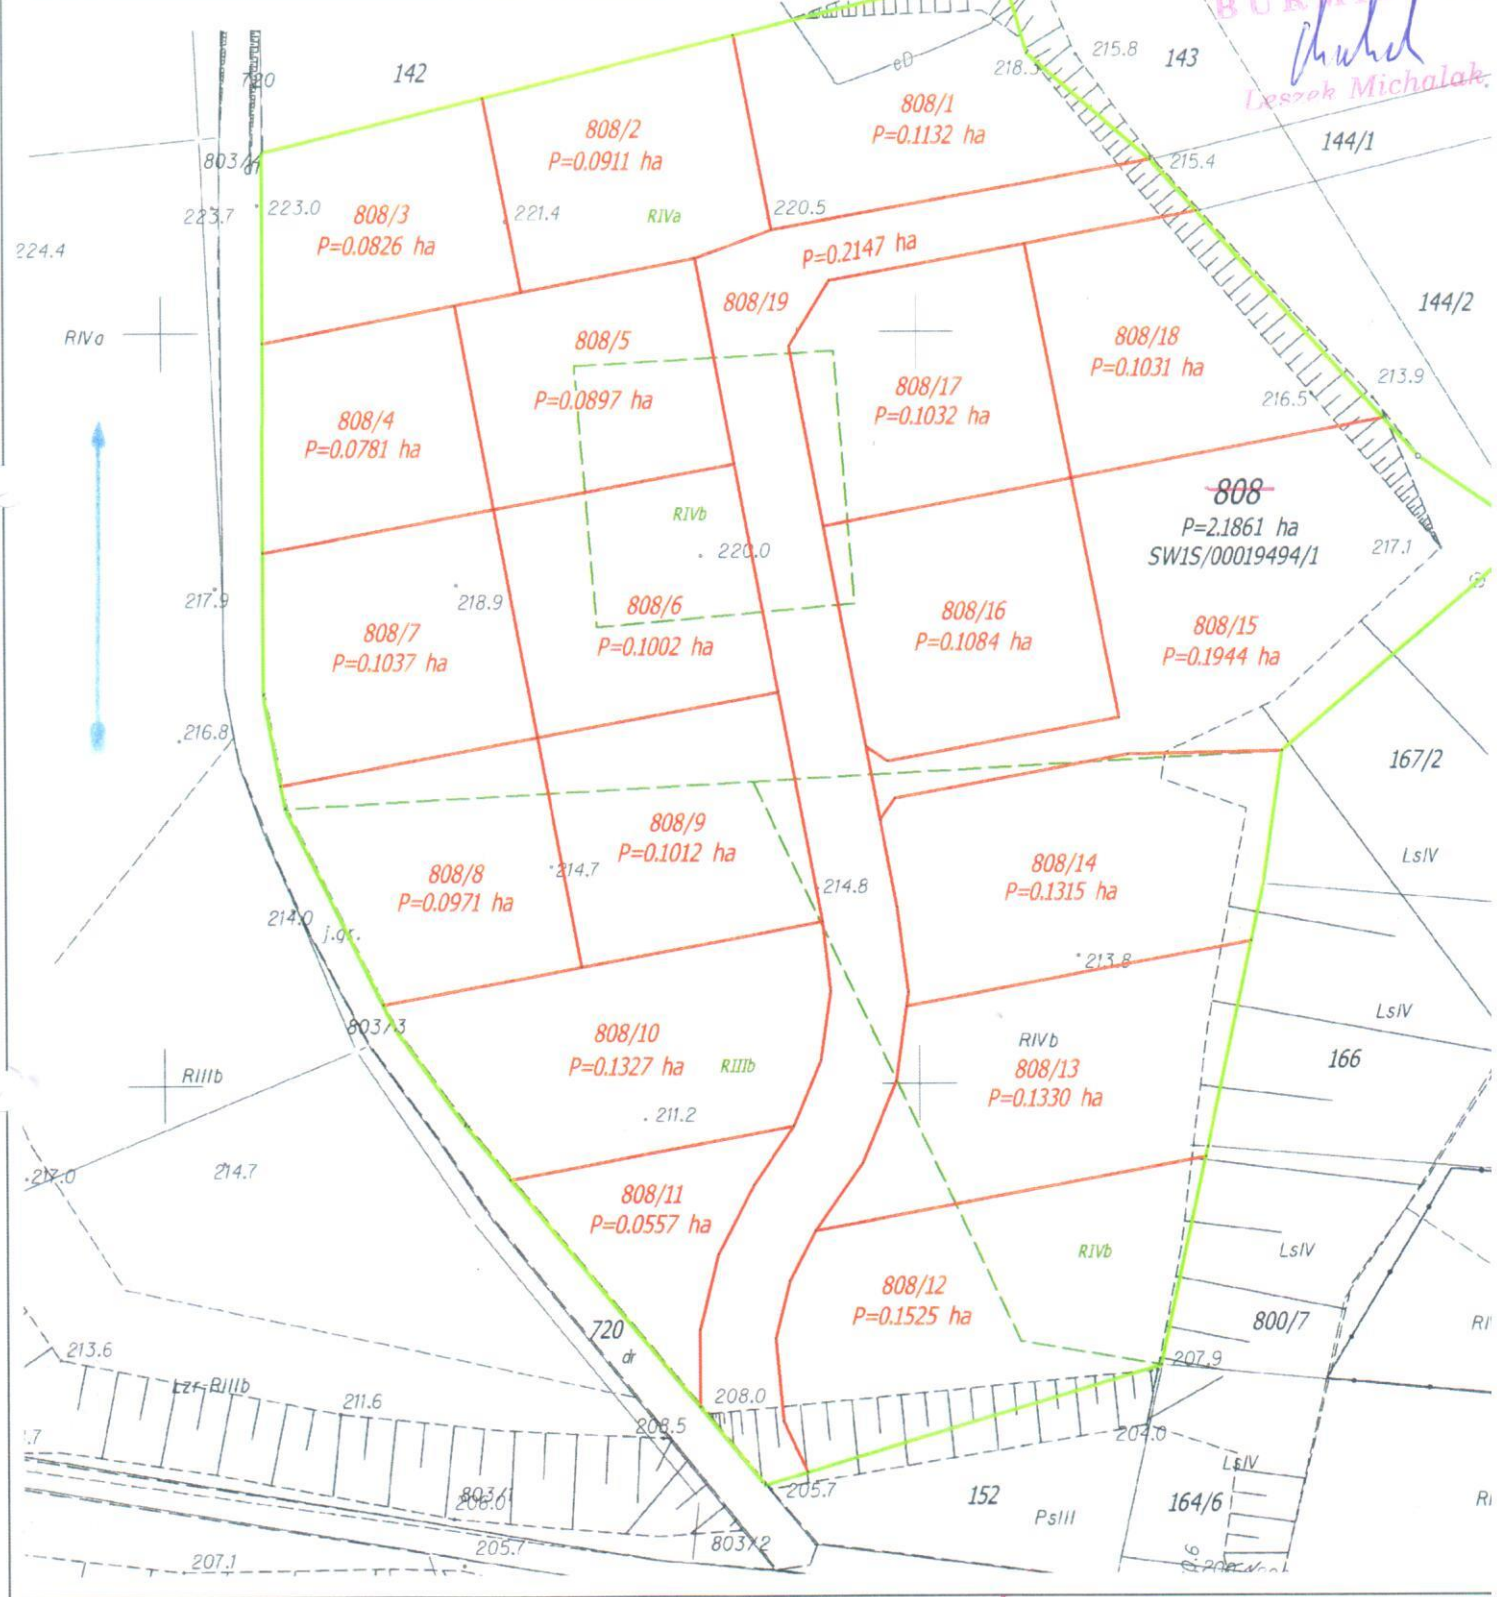 BUR
Leszek Michalak
720
142
eD
218.5
215.8
143
808/1
P=0.1132 ha
808/2
P=0.0911 ha
144/1
803/4
215.4
223.7
223.0
808/3
P=0.0826 ha
221.4
RIVa
220.5
224.4
P=0.2147 ha
808/19
144/2
RIVa
808/5
P=0.0897 ha
808/18
P=0.1031 ha
213.9
216.5
808/17
P=0.1032 ha
808/4
P=0.0781 ha
808
P=2.1861 ha
SW1S/00019494/1
RIVb
220.0
217.1
217.9
218.9
808/6
P=0.1002 ha
808/16
P=0.1084 ha
808/15
P=0.1944 ha
808/7
P=0.1037 ha
216.8
167/2
808/9
P=0.1012 ha
LsIV
808/8
P=0.0971 ha
214.7
214.8
808/14
P=0.1315 ha
214.0
j.gr.
213.8
LsIV
803/3
808/10
P=0.1327 ha
RIIIb
RIVb
808/13
P=0.1330 ha
166
RIIIb
211.2
217.0
214.7
808/11
P=0.0557 ha
RIVb
LsIV
808/12
P=0.1525 ha
800/7
720
dr
213.6
207.9
Lzr-RIIIb
211.6
208.0
208.5
204.0
LsIV
803/1
206.0
205.7
152
PsIII
164/6
205.7
803/2
207.1